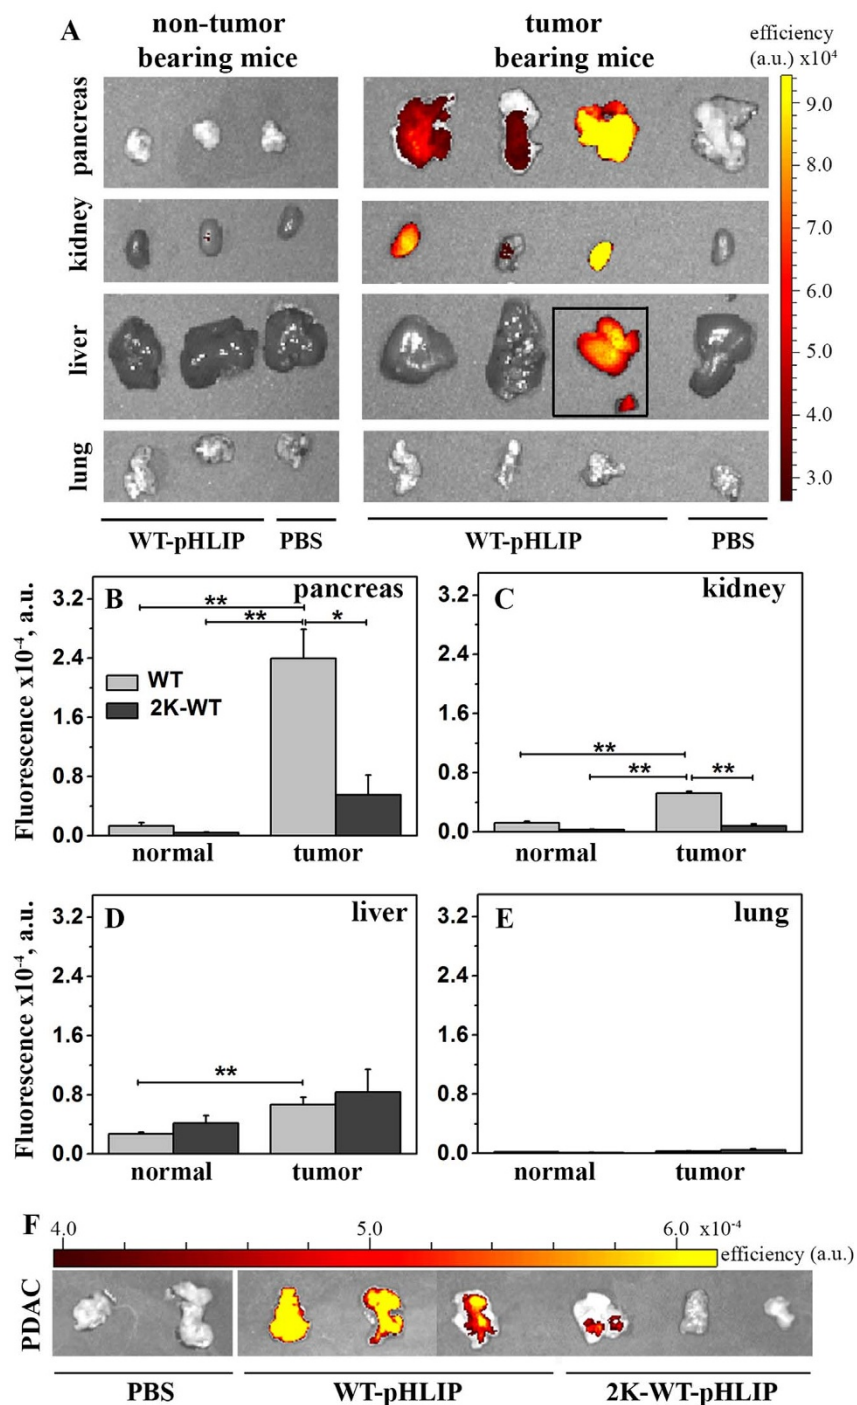 A
non-tumor
bearing mice
tumor
bearing mice
efficiency
(a.u.) x10⁴
pancreas
kidney
liver
lung
9.0
8.0
7.0
6.0
5.0
4.0
3.0
WT-pHLIP
PBS
WT-pHLIP
PBS
B
pancreas
Fluorescence x10⁻⁴, a.u.
3.2
2.4
1.6
0.8
0.0
**
**
*
WT
2K-WT
normal
tumor
C
kidney
3.2
2.4
1.6
0.8
0.0
**
**
**
normal
tumor
D
liver
Fluorescence x10⁻⁴, a.u.
3.2
2.4
1.6
0.8
0.0
**
normal
tumor
E
lung
3.2
2.4
1.6
0.8
0.0
normal
tumor
F
4.0
5.0
6.0 x10⁻⁴
efficiency (a.u.)
PDAC
PBS
WT-pHLIP
2K-WT-pHLIP